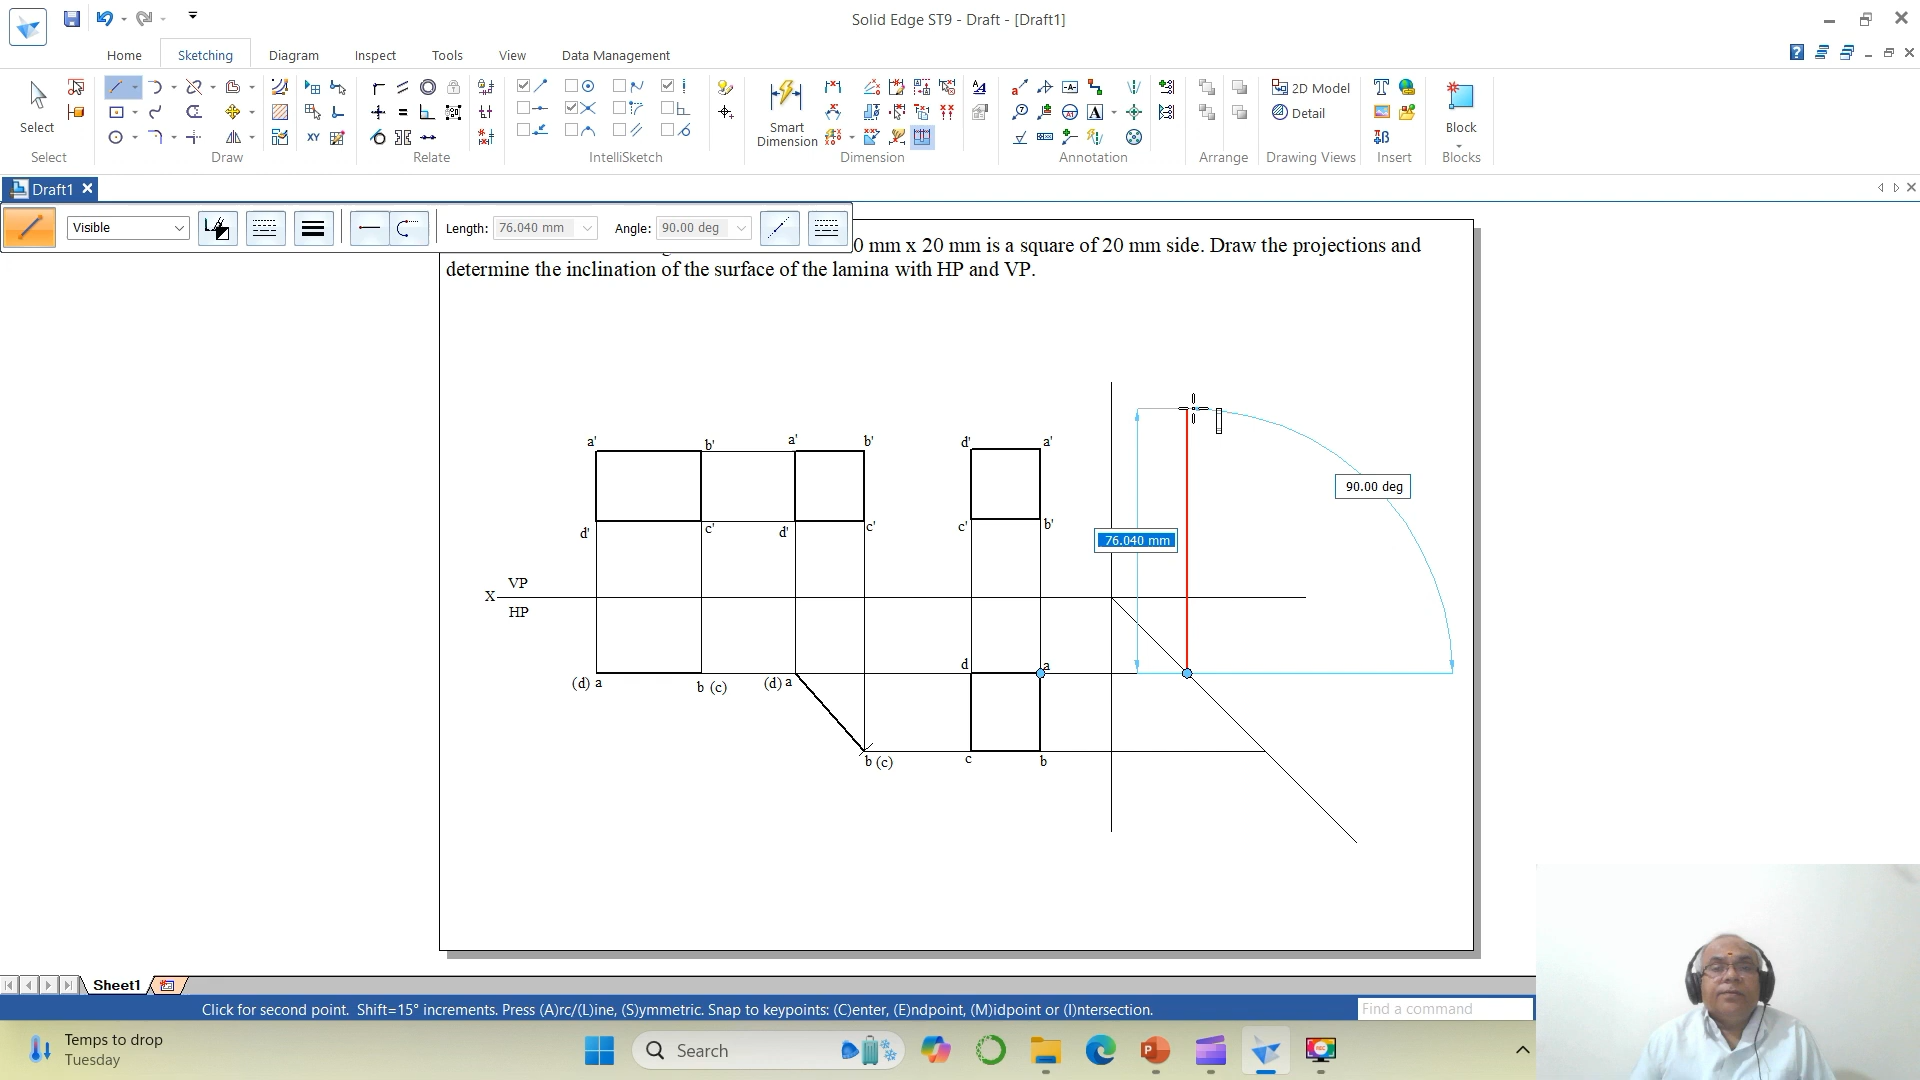 Solid Edge ST9 - Draft - [Draft1]
Home Sketching Diagram Inspect Tools View Data Management
Select
Smart Dimension
2D Model
Detail
Block
Select Draw Relate IntelliSketch Dimension Annotation Arrange Drawing Views Insert Blocks
Draft1
Visible Length: 76.040 mm Angle: 90.00 deg
0 mm x 20 mm is a square of 20 mm side. Draw the projections and
determine the inclination of the surface of the lamina with HP and VP.
a' b' a' b' d' a'
90.00 deg
d' c' d' c' c' b'
76.040 mm
VP
X
HP
d a
(d) a b (c) (d) a
b (c) c b
Sheet1
Click for second point. Shift=15° increments. Press (A)rc/(L)ine, (S)ymmetric. Snap to keypoints: (C)enter, (E)ndpoint, (M)idpoint or (I)ntersection.
Find a command
Temps to drop
Tuesday
Search